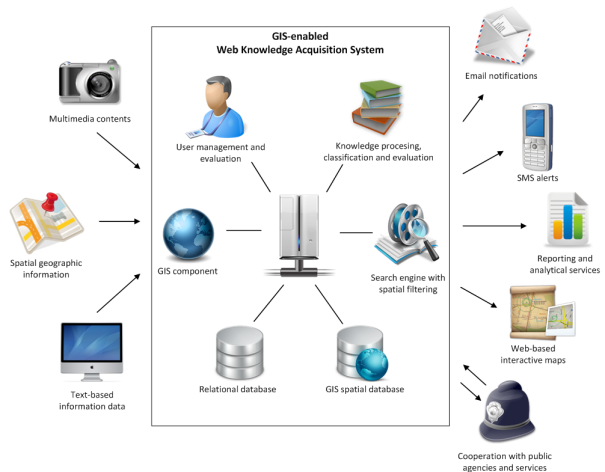 GIS-enabled
Web Knowledge Acquisition System
Multimedia contents
Spatial geographic
information
Text-based
information data
User management and
evaluation
Knowledge procesing,
classification and evaluation
GIS component
Search engine with
spatial filtering
Relational database
GIS spatial database
Email notifications
SMS alerts
Reporting and
analytical services
Web-based
interactive maps
Cooperation with public
agencies and services